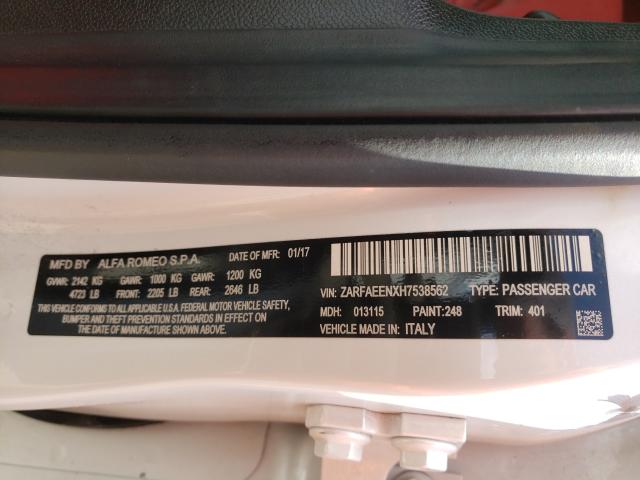 MFD BY ALFA ROMEO S.P.A. DATE OF MFR: 01/17
GVWR: 2142 KG GAWR: 1000 KG GAWR: 1200 KG
4723 LB FRONT: 2205 LB REAR: 2646 LB
THIS VEHICLE CONFORMS TO ALL APPLICABLE U.S.A. FEDERAL MOTOR VEHICLE SAFETY,
BUMPER AND THEFT PREVENTION STANDARDS IN EFFECT ON
THE DATE OF MANUFACTURE SHOWN ABOVE.
VIN: ZARFAEENXH7538562 TYPE: PASSENGER CAR
MDH: 013115 PAINT:248 TRIM: 401
VEHICLE MADE IN: ITALY